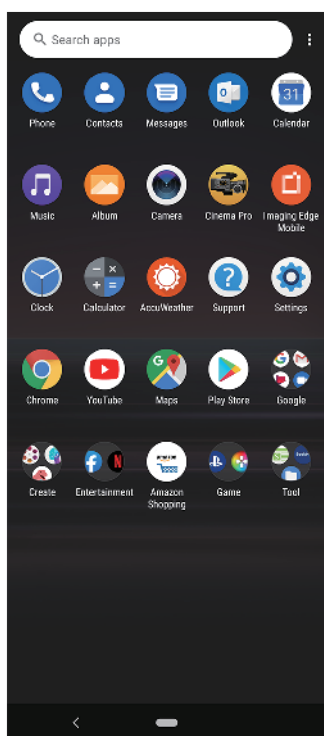 Search apps
Phone
Contacts
Messages
Outlook
Calendar
31
Music
Album
Camera
Cinema Pro
Imaging Edge
Mobile
Clock
Calculator
AccuWeather
Support
Settings
Chrome
YouTube
Maps
Play Store
Google
Create
Entertainment
Amazon
Shopping
Game
Tool